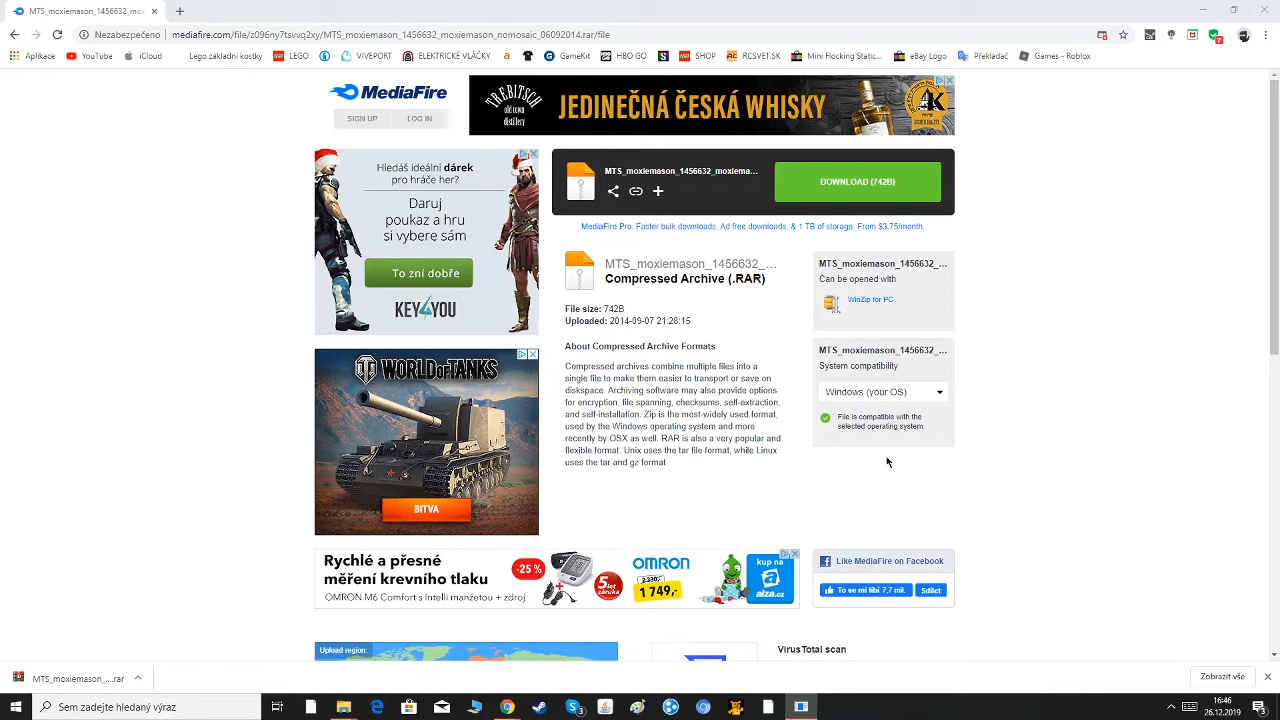 MTS_moxiemason_1456632_mox...
Nezabezpečeno
mediafire.com/file/z096ny7tsvvq2xy/MTS_moxiemason_1456632_moxiemason_nomosaic_06092014.rar/file
Aplikace
YouTube
iCloud
Lego základní kostky
LEGO
VIVEPORT
ELEKTRICKÉ VLÁČKY
GameKit
HBO GO
SHOP
RCSVET.SK
Mini Flocking Static...
eBay Logo
Překladač
Games - Roblox
MediaFire
SIGN UP
LOG IN
TREBITSCH
old town
distillery
JEDINEČNÁ ČESKÁ WHISKY
4K
Hledáš ideální dárek
pro hráče her?
Daruj
poukaz a hru
si vybere sám
To zní dobře
KEY4YOU
MTS_moxiemason_1456632_moxiema...
DOWNLOAD (742B)
MediaFire Pro: Faster bulk downloads, Ad free downloads, & 1 TB of storage. From $3.75/month.
MTS_moxiemason_1456632_...
Compressed Archive (.RAR)
File size: 742B
Uploaded: 2014-09-07 21:28:15
About Compressed Archive Formats
Compressed archives combine multiple files into a
single file to make them easier to transport or save on
diskspace. Archiving software may also provide options
for encryption, file spanning, checksums, self-extraction,
and self-installation. Zip is the most-widely used format,
used by the Windows operating system and more
recently by OSX as well. RAR is also a very popular and
flexible format. Unix uses the tar file format, while Linux
uses the tar and gz format.
MTS_moxiemason_1456632_...
Can be opened with
WinZip for PC
MTS_moxiemason_1456632_...
System compatibility
Windows (your OS)
File is compatible with the
selected operating system.
WORLD OF TANKS
BITVA
Rychlé a přesné
měření krevního tlaku
OMRON M6 Comfort s Intelli manžetou + zdroj
-25 %
5 let
záruka
OMRON
2.330,-
1 749,-
kup na
alza.cz
Like MediaFire on Facebook
To se mi líbí 7,7 mil.
Sdílet
Upload region:
VirusTotal scan
MTS_moxiemason_....rar
Zobrazit vše
Sem zadejte hledaný výraz
16:46
26.12.2019